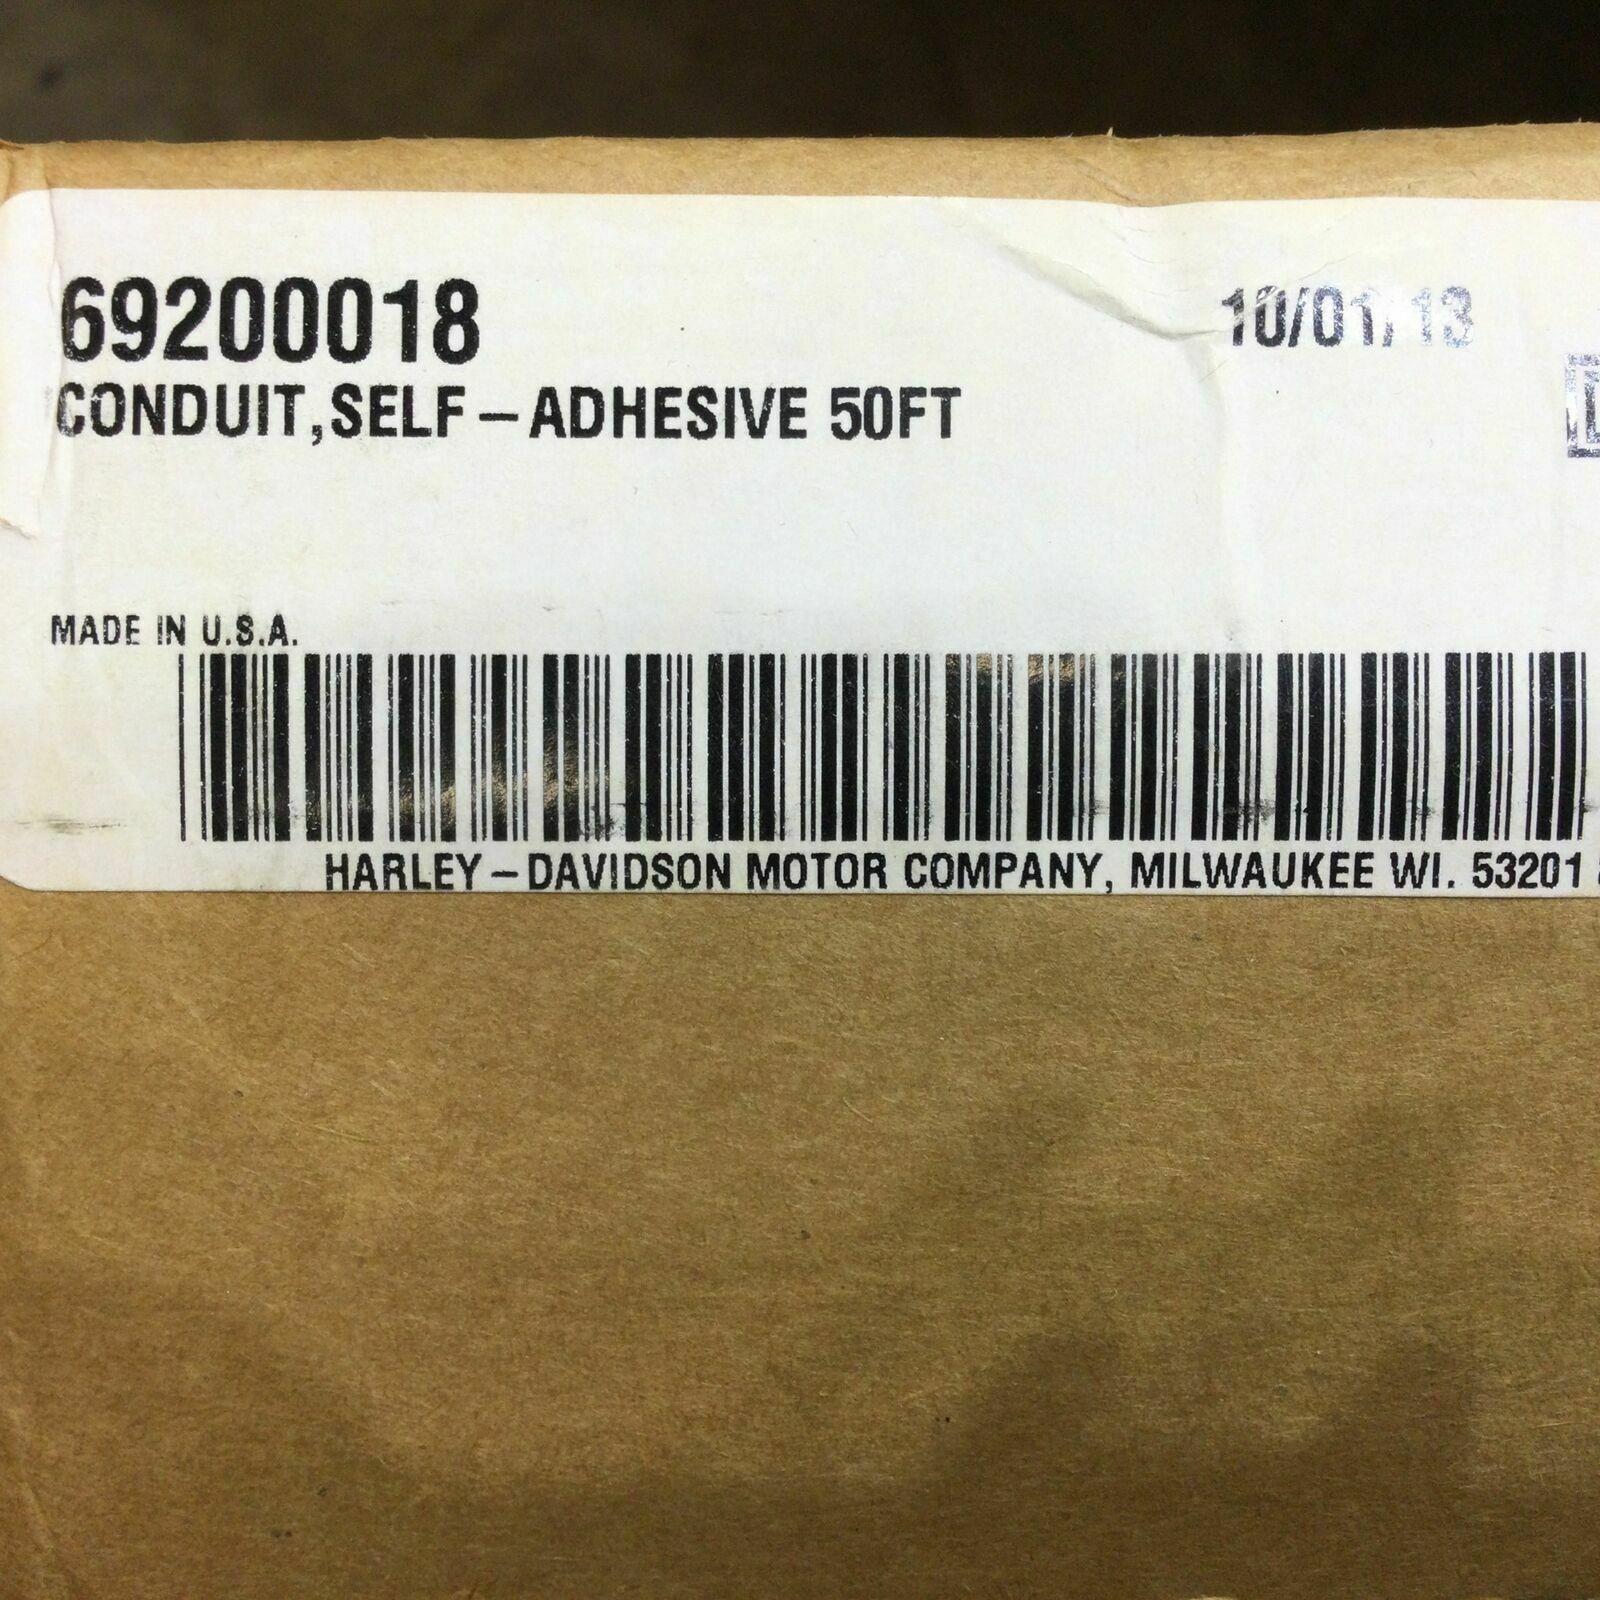 69200018
10/01/13
CONDUIT,SELF-ADHESIVE 50FT
MADE IN U.S.A.
HARLEY-DAVIDSON MOTOR COMPANY, MILWAUKEE WI. 53201